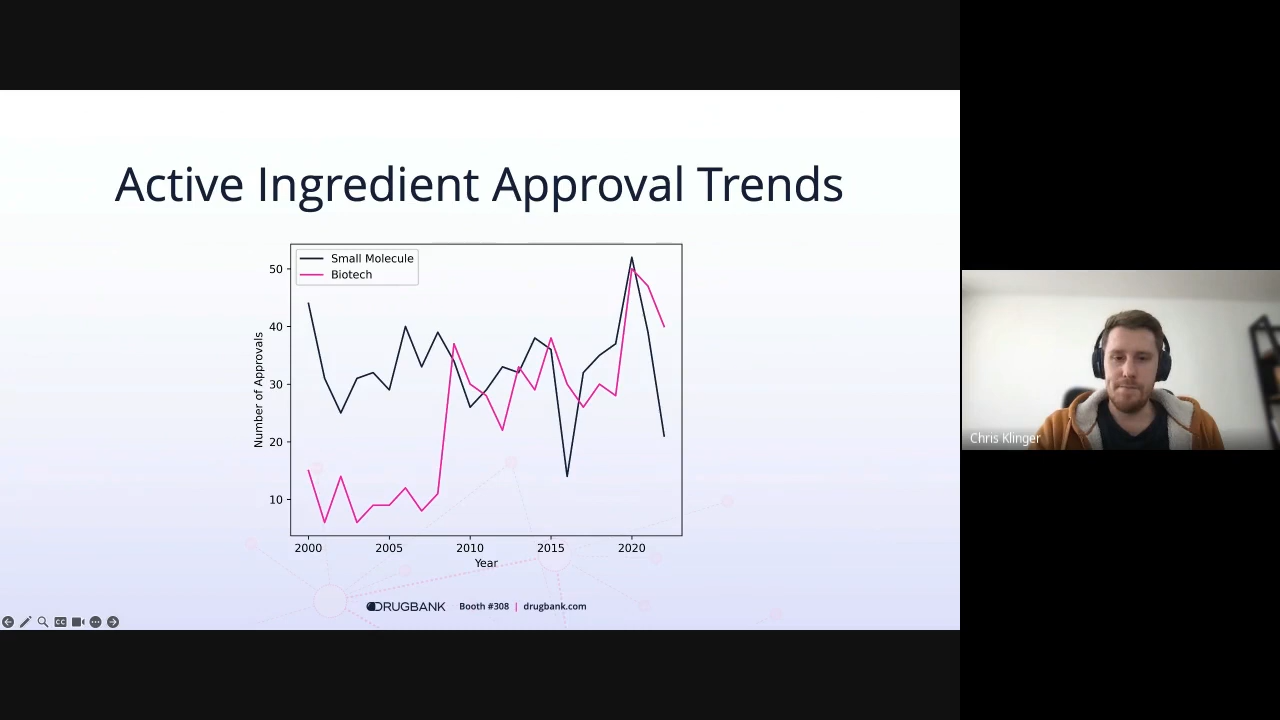 Active Ingredient Approval Trends
Small Molecule
Biotech
50
40
30
20
10
Number of Approvals
2000 2005 2010 2015 2020
Year
DRUGBANK Booth #308 | drugbank.com
CC
Chris Klinger